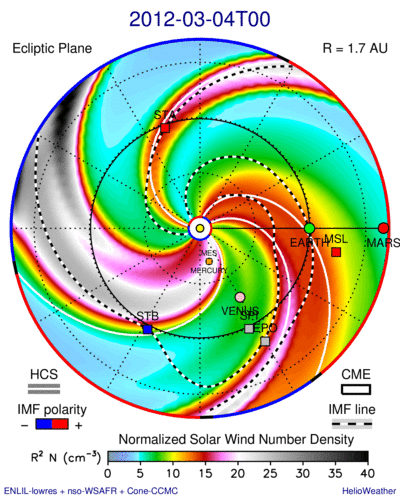 2012-03-04T00
Ecliptic Plane
R = 1.7 AU
STA
EARTH
MSL
MARS
MES
MERCURY
VENUS
SPI
EPO
STB
HCS
CME
IMF polarity
IMF line
− +
Normalized Solar Wind Number Density
R² N (cm⁻³)
0 5 10 15 20 25 30 35 40
ENLIL-lowres + nso-WSAFR + Cone-CCMC
HelioWeather